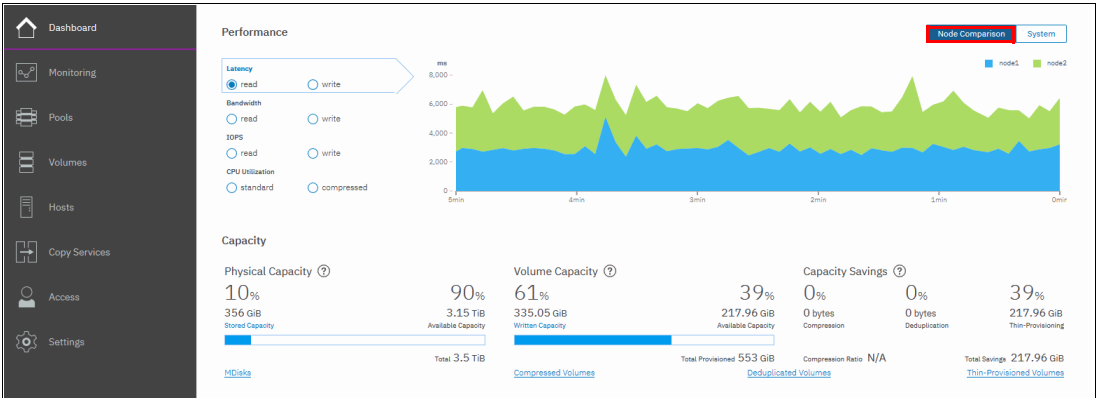 Dashboard
Monitoring
Pools
Volumes
Hosts
Copy Services
Access
Settings
Performance
Node Comparison System
Latency
read write
Bandwidth
read write
IOPS
read write
CPU Utilization
standard compressed
ms
node1 node2
8,000
6,000
4,000
2,000
0
5min 4min 3min 2min 1min 0min
Capacity
Physical Capacity ?
10% 90%
356 GiB 3.15 TiB
Stored Capacity Available Capacity
Total 3.5 TiB
MDisks
Volume Capacity ?
61% 39%
335.05 GiB 217.96 GiB
Written Capacity Available Capacity
Total Provisioned 553 GiB
Compressed Volumes Deduplicated Volumes
Capacity Savings ?
0% 0% 39%
0 bytes 0 bytes 217.96 GiB
Compression Deduplication Thin-Provisioning
Compression Ratio N/A Total Savings 217.96 GiB
Thin-Provisioned Volumes